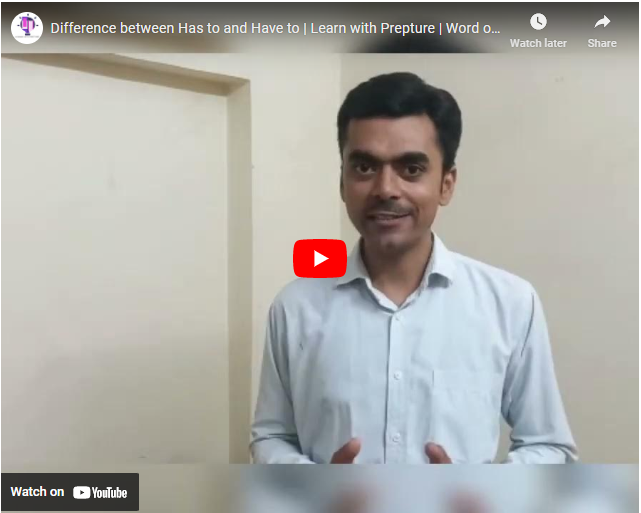 Difference between Has to and Have to | Learn with Prepture | Word o...
Watch later
Share
Watch on YouTube